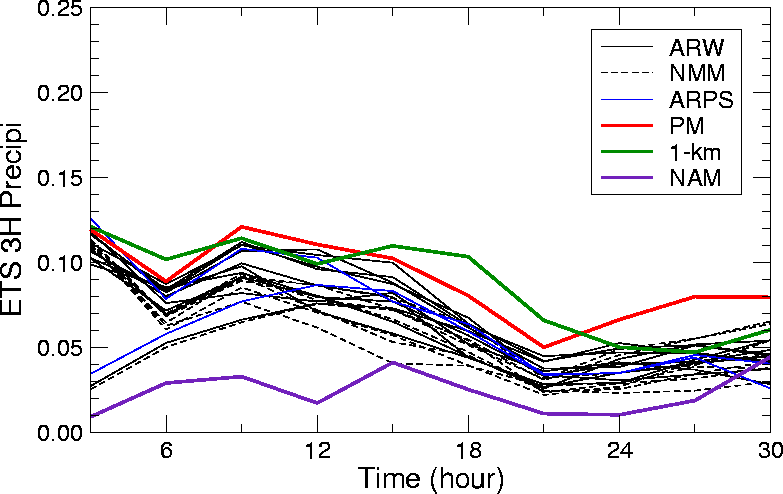 0.25
0.20
0.15
0.10
0.05
0.00
ETS 3H Precipi
ARW
NMM
ARPS
PM
1-km
NAM
6 12 18 24 30
Time (hour)